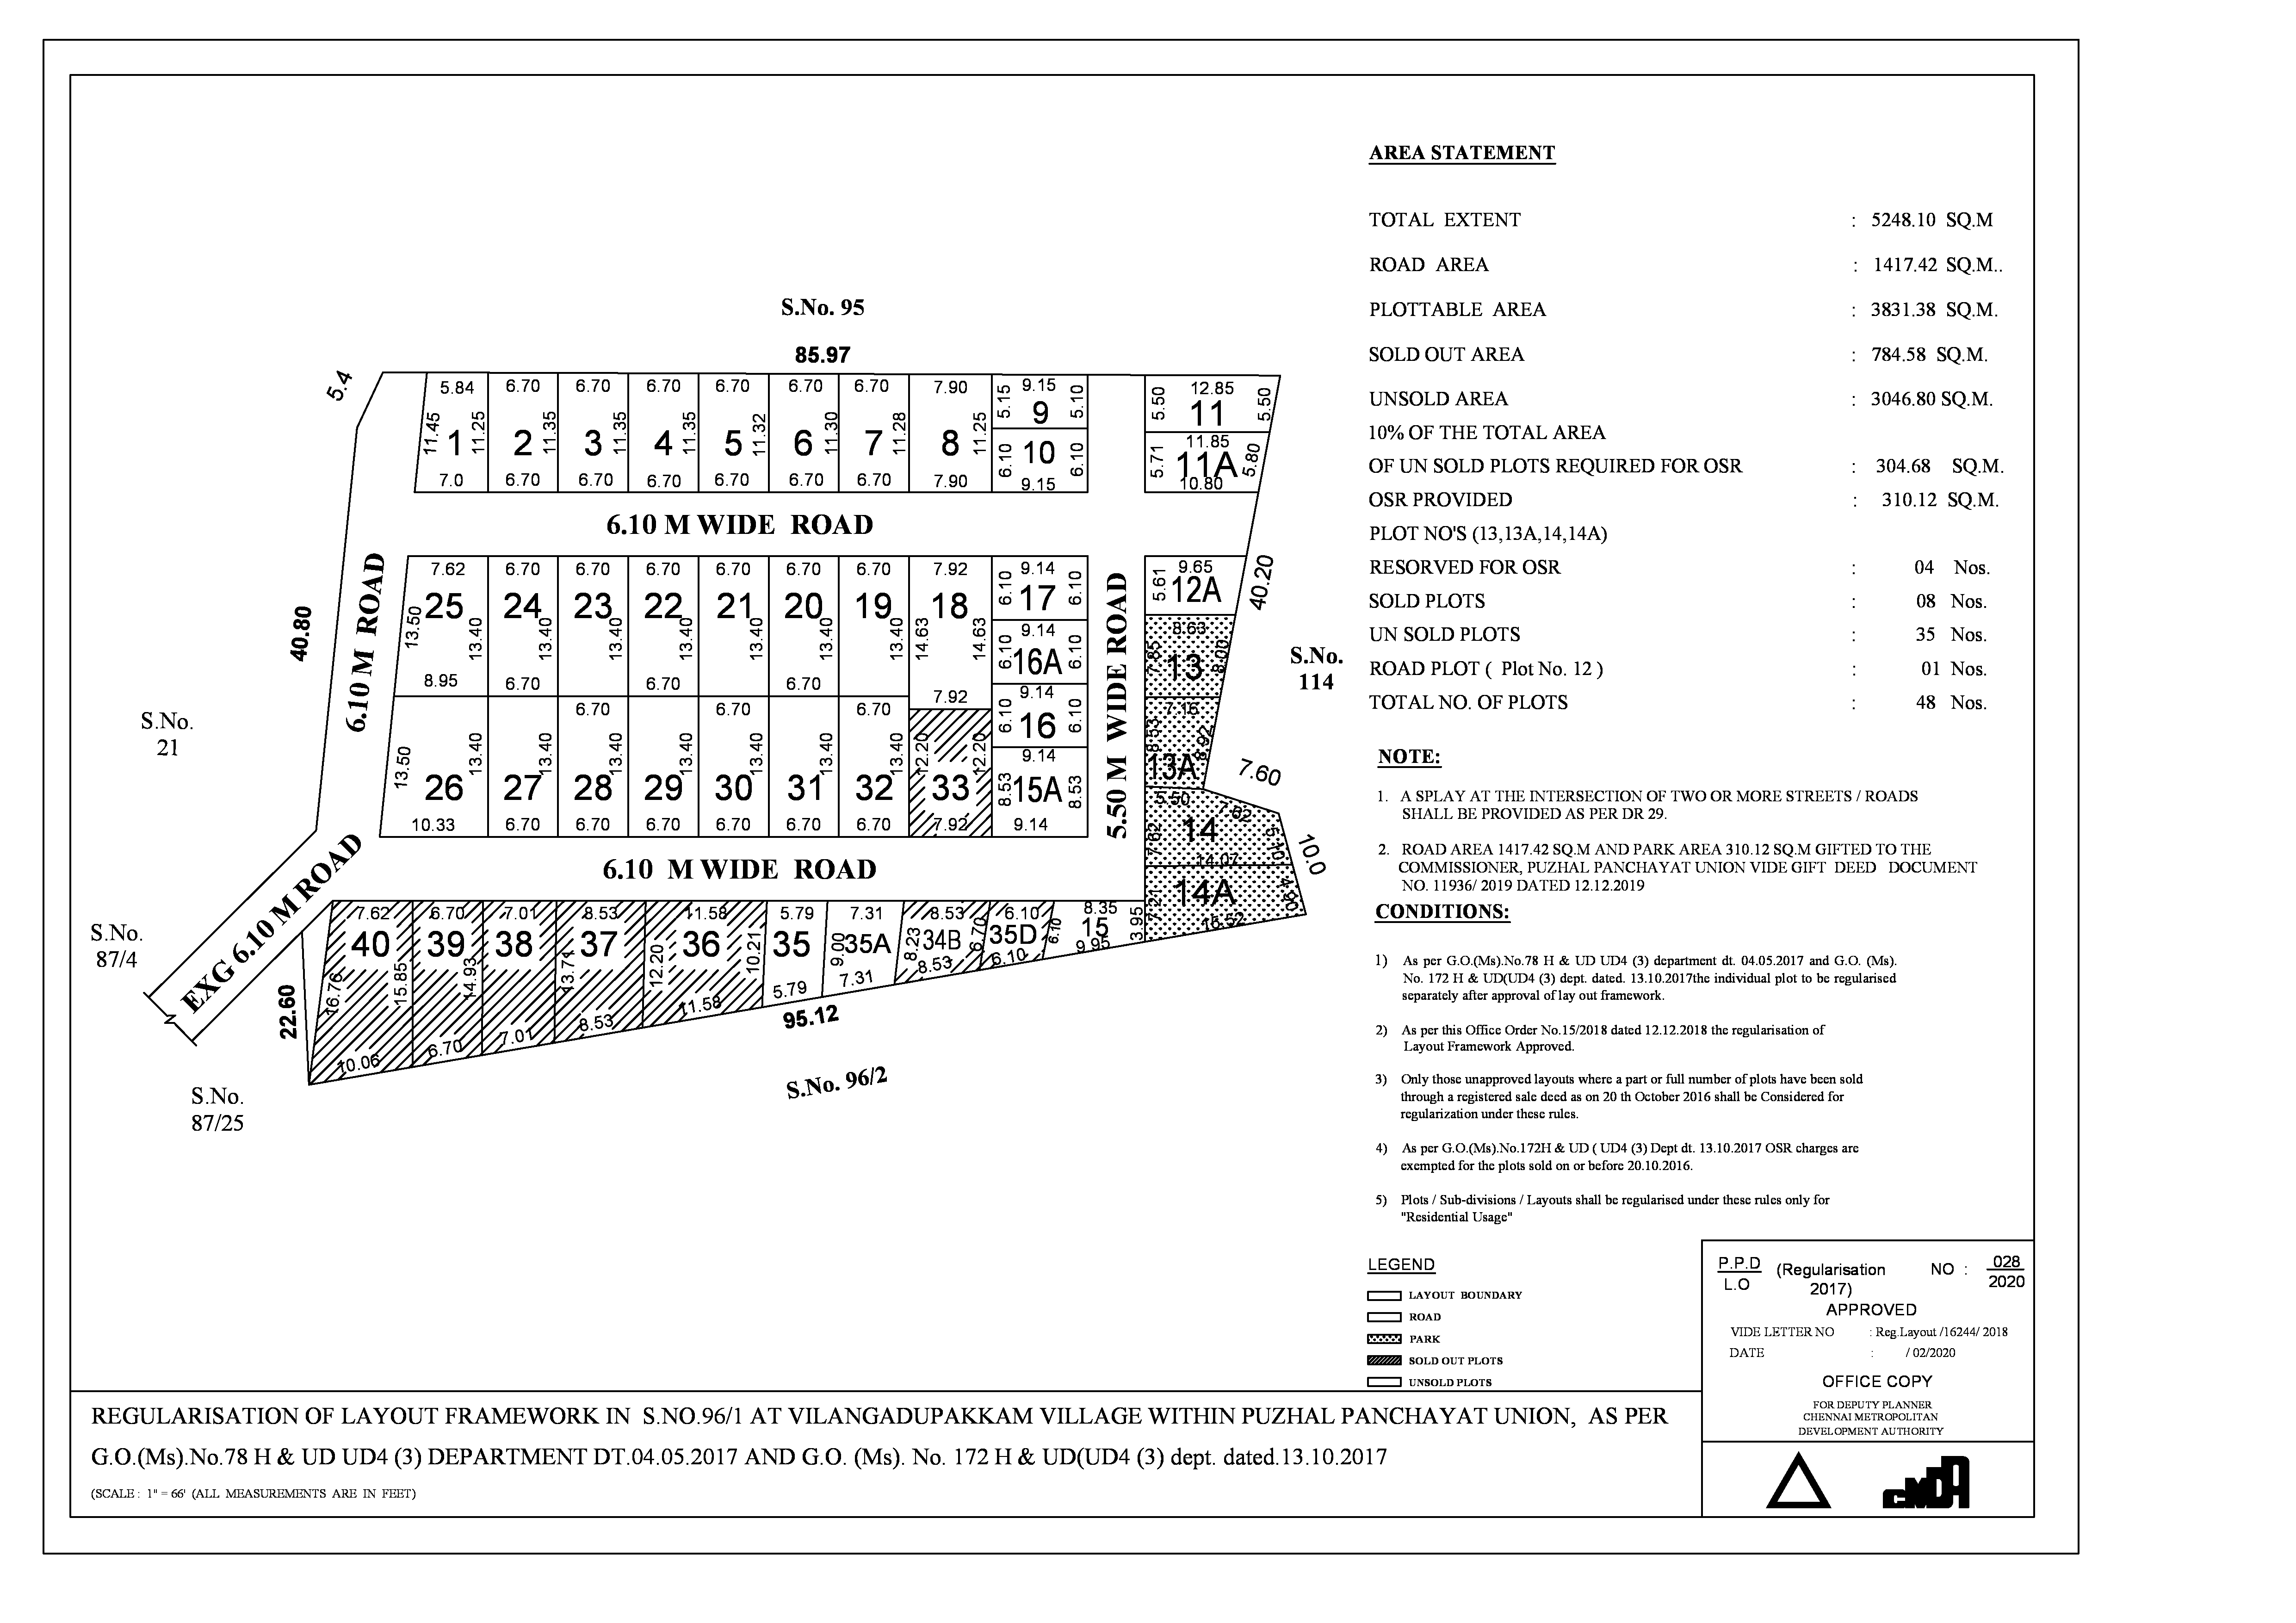 AREA STATEMENT
TOTAL EXTENT : 5248.10 SQ.M
ROAD AREA : 1417.42 SQ.M..
PLOTTABLE AREA : 3831.38 SQ.M.
SOLD OUT AREA : 784.58 SQ.M.
UNSOLD AREA : 3046.80 SQ.M.
10% OF THE TOTAL AREA
OF UN SOLD PLOTS REQUIRED FOR OSR : 304.68 SQ.M.
OSR PROVIDED : 310.12 SQ.M.
PLOT NO'S (13,13A,14,14A)
RESORVED FOR OSR : 04 Nos.
SOLD PLOTS : 08 Nos.
UN SOLD PLOTS : 35 Nos.
ROAD PLOT ( Plot No. 12 ) : 01 Nos.
TOTAL NO. OF PLOTS : 48 Nos.
S.No. 95
85.97
5.4
5.84 6.70 6.70 6.70 6.70 6.70 6.70 7.90 9.15 12.85
11.45 11.25 11.35 11.35 11.35 11.32 11.30 11.28 11.25 5.15 5.10 5.50 5.50
1 2 3 4 5 6 7 8 9 11
10 11.85
6.10 6.10 5.71 11A 5.80
7.0 6.70 6.70 6.70 6.70 6.70 6.70 7.90 9.15 10.80
6.10 M WIDE ROAD
40.80
6.10 M ROAD
7.62 6.70 6.70 6.70 6.70 6.70 6.70 7.92 9.14 9.65
25 24 23 22 21 20 19 18 17 12A
13.50 13.40 13.40 13.40 13.40 13.40 13.40 13.40 14.63 14.63 6.10 6.10 5.61
9.14
6.10 16A 6.10
8.95 6.70 6.70 6.70 7.92 9.14
6.70 6.70 6.70
6.10 16 6.10
13.50 13.40 13.40 13.40 13.40 13.40 13.40 13.40 12.20 12.20
9.14
26 27 28 29 30 31 32 33 8.53 15A 8.53
10.33 6.70 6.70 6.70 6.70 6.70 6.70 7.92 9.14
5.50 M WIDE ROAD
40.20
8.63
7.85 13 8.00
7.16
8.53 13A 8.92
5.50 7.62
7.62 14 5.10
14.07
7.21 14A 4.90
15.52
7.60
10.0
S.No.
114
S.No.
21
6.10 M WIDE ROAD
EXG 6.10 M ROAD
N
7.62 6.70 7.01 8.53 11.58 5.79 7.31 8.53 6.10 8.35
40 39 38 37 36 35 35A 34B 35D 15
16.76 15.85 14.93 13.71 12.20 10.21 9.00 8.23 6.70 6.10 3.95
10.06 6.70 7.01 8.53 11.58 5.79 7.31 8.53 6.10 9.95
22.60
95.12
S.No.
87/4
S.No.
87/25
S.No. 96/2
NOTE:
1. A SPLAY AT THE INTERSECTION OF TWO OR MORE STREETS / ROADS
SHALL BE PROVIDED AS PER DR 29.
2. ROAD AREA 1417.42 SQ.M AND PARK AREA 310.12 SQ.M GIFTED TO THE
COMMISSIONER, PUZHAL PANCHAYAT UNION VIDE GIFT DEED DOCUMENT
NO. 11936/ 2019 DATED 12.12.2019
CONDITIONS:
1) As per G.O.(Ms).No.78 H & UD UD4 (3) department dt. 04.05.2017 and G.O. (Ms).
No. 172 H & UD(UD4 (3) dept. dated. 13.10.2017the individual plot to be regularised
separately after approval of lay out framework.
2) As per this Office Order No.15/2018 dated 12.12.2018 the regularisation of
Layout Framework Approved.
3) Only those unapproved layouts where a part or full number of plots have been sold
through a registered sale deed as on 20 th October 2016 shall be Considered for
regularization under these rules.
4) As per G.O.(Ms).No.172H & UD ( UD4 (3) Dept dt. 13.10.2017 OSR charges are
exempted for the plots sold on or before 20.10.2016.
5) Plots / Sub-divisions / Layouts shall be regularised under these rules only for
"Residential Usage"
LEGEND
LAYOUT BOUNDARY
ROAD
PARK
SOLD OUT PLOTS
UNSOLD PLOTS
P.P.D (Regularisation NO : 028
L.O 2017) 2020
APPROVED
VIDE LETTER NO : Reg.Layout /16244/ 2018
DATE : / 02/2020
OFFICE COPY
FOR DEPUTY PLANNER
CHENNAI METROPOLITAN
DEVELOPMENT AUTHORITY
CMDA
REGULARISATION OF LAYOUT FRAMEWORK IN S.NO.96/1 AT VILANGADUPAKKAM VILLAGE WITHIN PUZHAL PANCHAYAT UNION, AS PER
G.O.(Ms).No.78 H & UD UD4 (3) DEPARTMENT DT.04.05.2017 AND G.O. (Ms). No. 172 H & UD(UD4 (3) dept. dated.13.10.2017
(SCALE : 1" = 66' (ALL MEASUREMENTS ARE IN FEET)